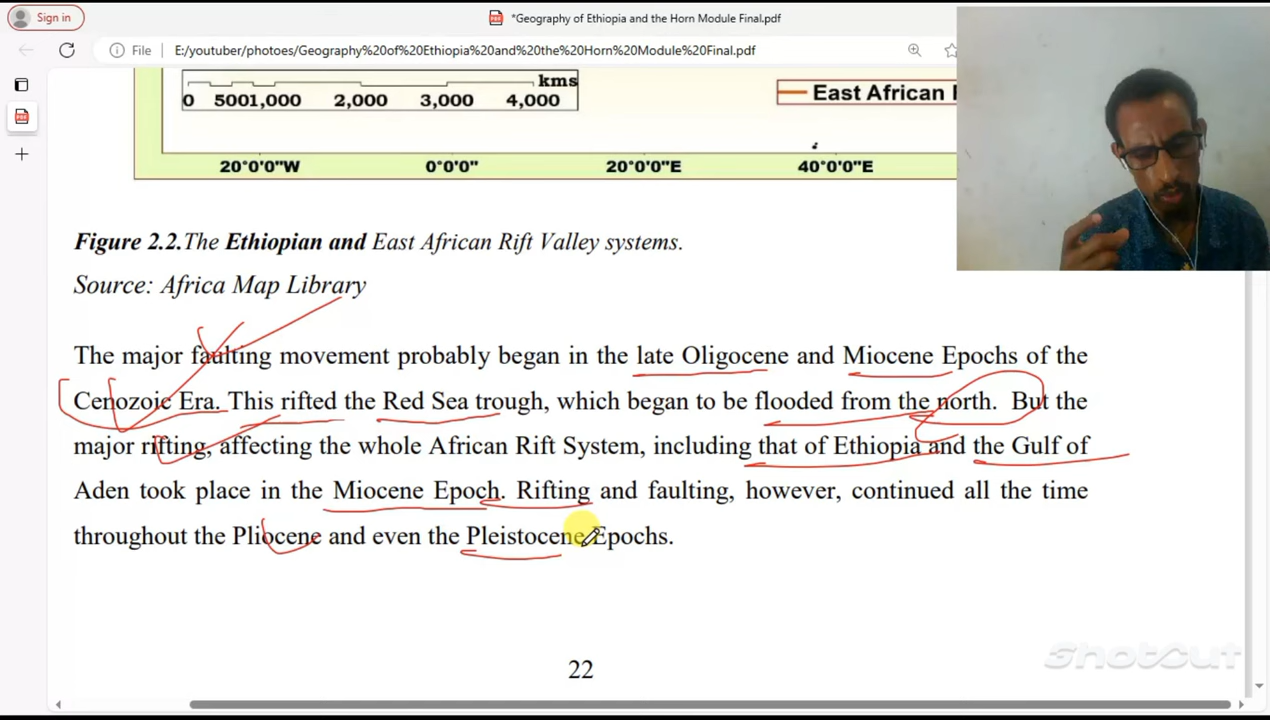 Sign in
*Geography of Ethiopia and the Horn Module Final.pdf
File E:/youtuber/photoes/Geography%20of%20Ethiopia%20and%20the%20Horn%20Module%20Final.pdf
kms
0 5001,000 2,000 3,000 4,000
East African
20°0'0"W 0°0'0" 20°0'0"E 40°0'0"E
Figure 2.2.The Ethiopian and East African Rift Valley systems.
Source: Africa Map Library
The major faulting movement probably began in the late Oligocene and Miocene Epochs of the
Cenozoic Era. This rifted the Red Sea trough, which began to be flooded from the north. But the
major rifting, affecting the whole African Rift System, including that of Ethiopia and the Gulf of
Aden took place in the Miocene Epoch. Rifting and faulting, however, continued all the time
throughout the Pliocene and even the Pleistocene Epochs.
22
Shotcut